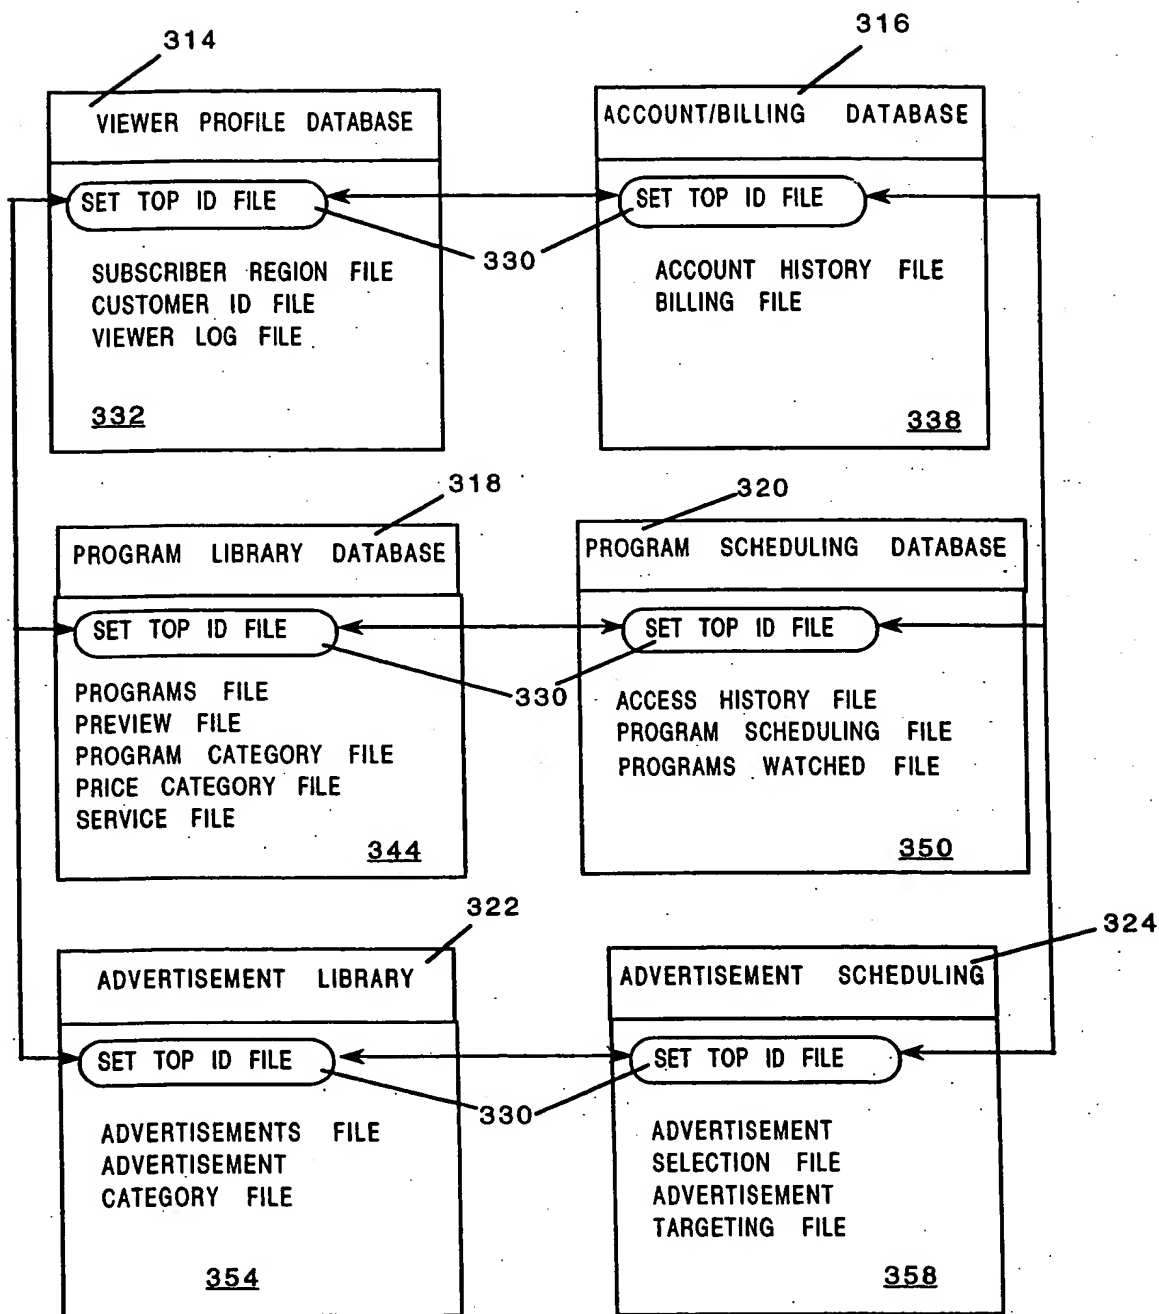 314
316
VIEWER PROFILE DATABASE
ACCOUNT/BILLING DATABASE
SET TOP ID FILE
SET TOP ID FILE
330
SUBSCRIBER REGION FILE
CUSTOMER ID FILE
VIEWER LOG FILE
332
ACCOUNT HISTORY FILE
BILLING FILE
338
318
320
PROGRAM LIBRARY DATABASE
PROGRAM SCHEDULING DATABASE
SET TOP ID FILE
SET TOP ID FILE
330
PROGRAMS FILE
PREVIEW FILE
PROGRAM CATEGORY FILE
PRICE CATEGORY FILE
SERVICE FILE
344
ACCESS HISTORY FILE
PROGRAM SCHEDULING FILE
PROGRAMS WATCHED FILE
350
322
324
ADVERTISEMENT LIBRARY
ADVERTISEMENT SCHEDULING
SET TOP ID FILE
SET TOP ID FILE
330
ADVERTISEMENTS FILE
ADVERTISEMENT
CATEGORY FILE
354
ADVERTISEMENT
SELECTION FILE
ADVERTISEMENT
TARGETING FILE
358